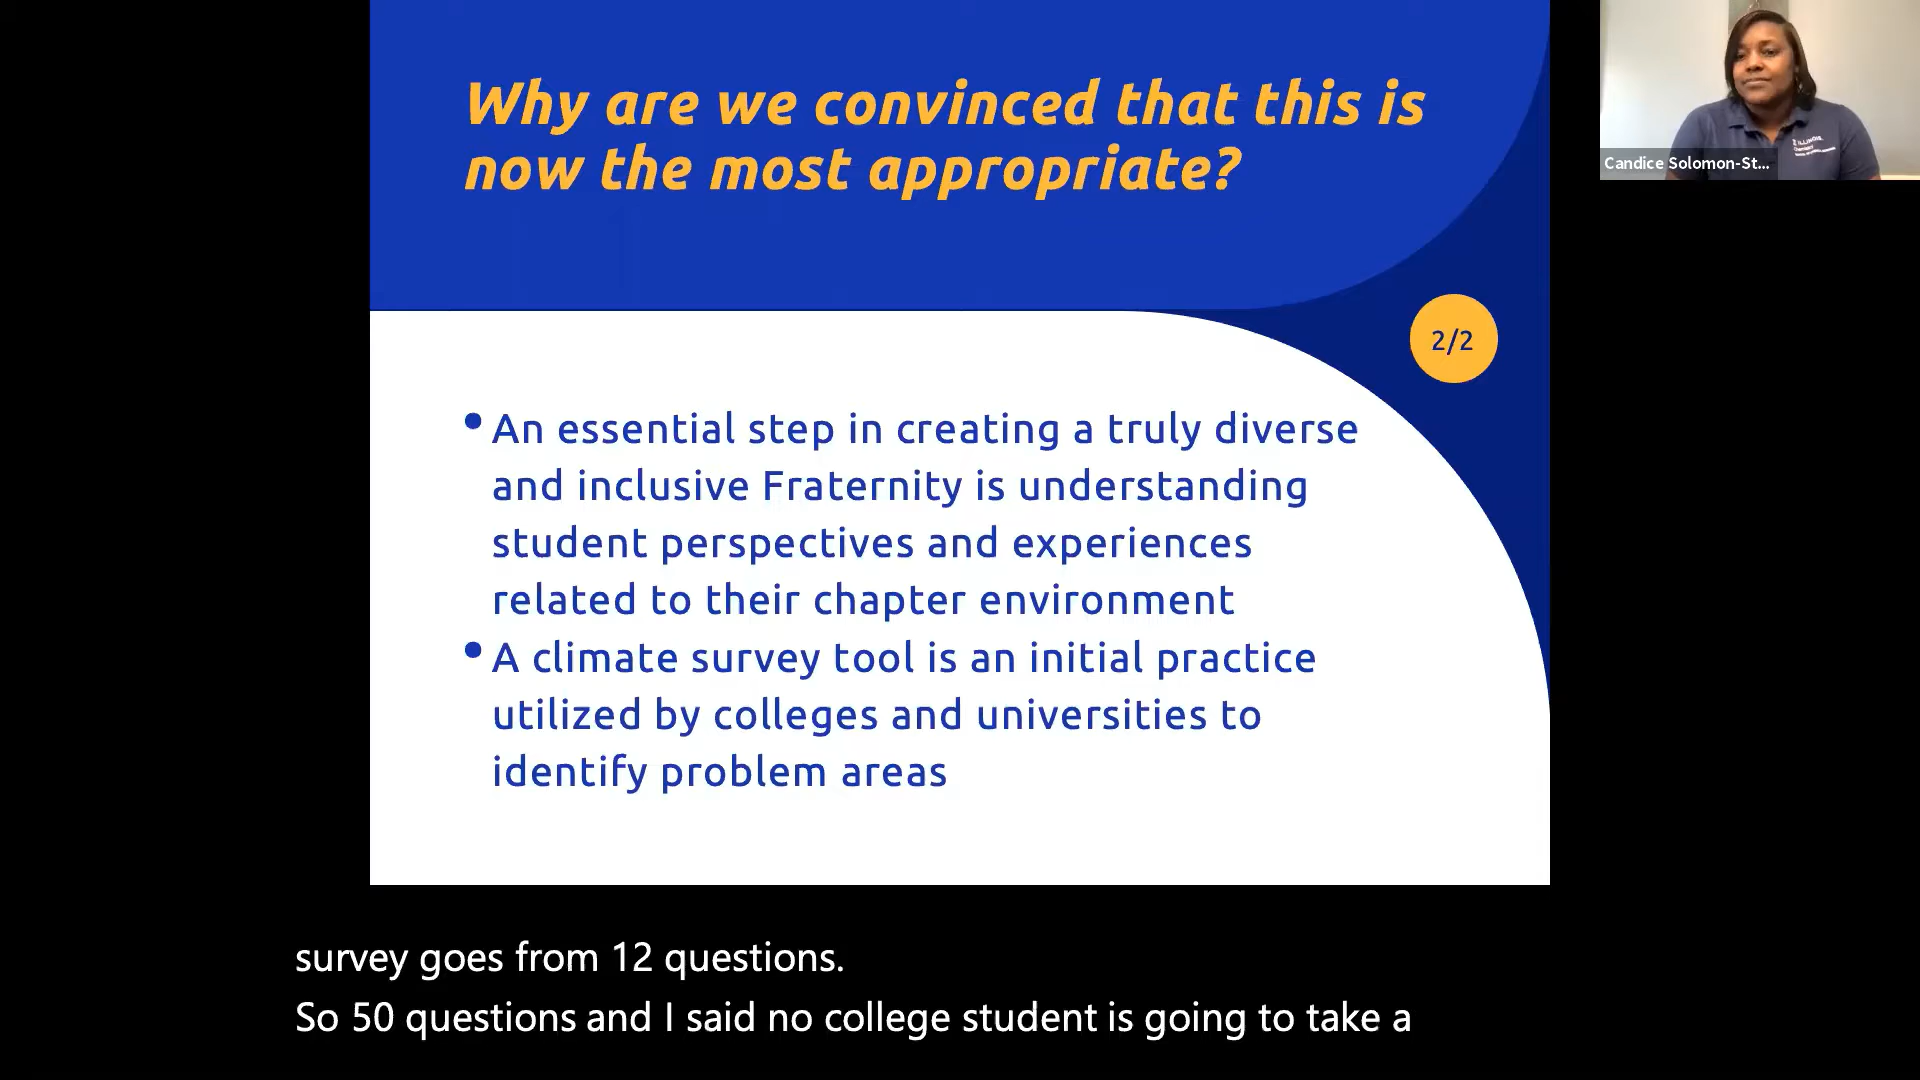 Why are we convinced that this is
now the most appropriate?
Candice Solomon-St...
ILLINOIS
2/2
• An essential step in creating a truly diverse
and inclusive Fraternity is understanding
student perspectives and experiences
related to their chapter environment
• A climate survey tool is an initial practice
utilized by colleges and universities to
identify problem areas
survey goes from 12 questions.
So 50 questions and I said no college student is going to take a